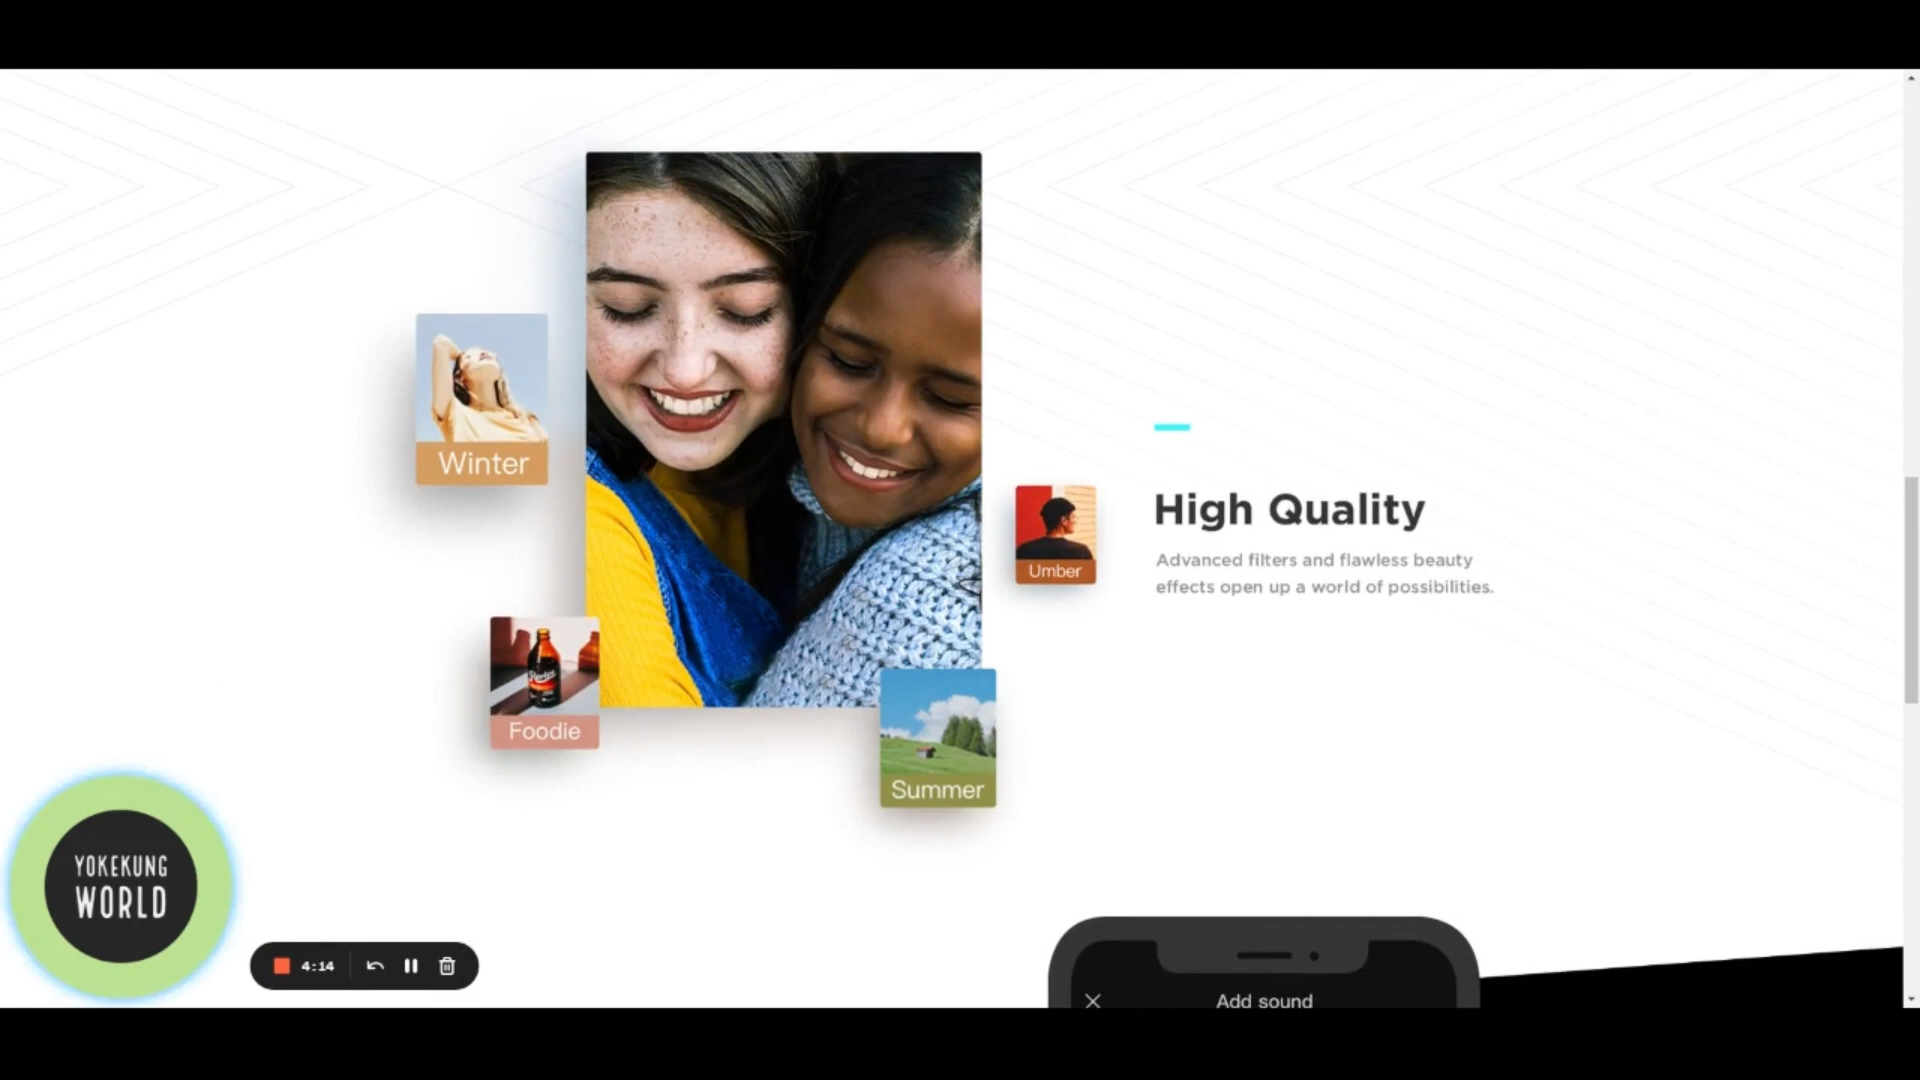 Winter
Umber
High Quality
Advanced filters and flawless beauty
effects open up a world of possibilities.
Foodie
Summer
YOKEKUNG
WORLD
4:14
Add sound